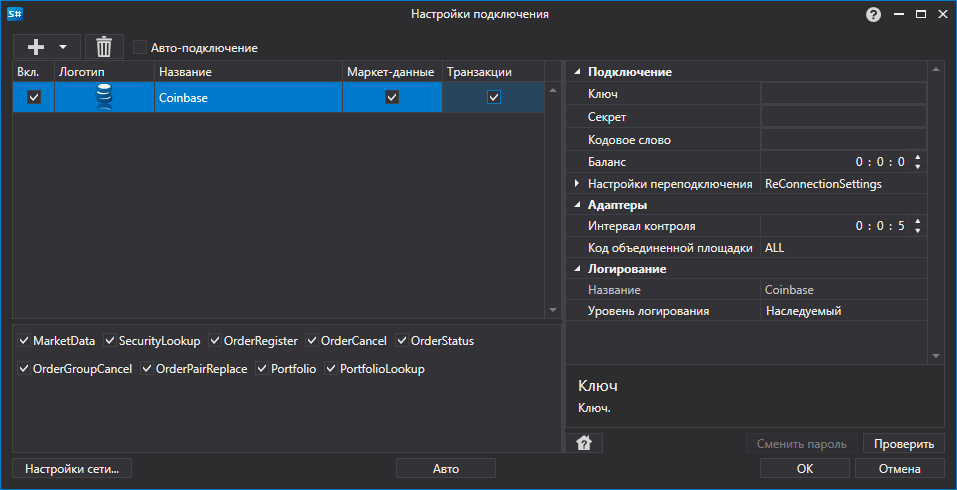 S#
Настройки подключения
?
Авто-подключение
Вкл. Логотип Название Маркет-данные Транзакции
Coinbase
MarketData SecurityLookup OrderRegister OrderCancel OrderStatus
OrderGroupCancel OrderPairReplace Portfolio PortfolioLookup
Подключение
Ключ
Секрет
Кодовое слово
Баланс 0 : 0 : 0
Настройки переподключения ReConnectionSettings
Адаптеры
Интервал контроля 0 : 0 : 5
Код объединенной площадки ALL
Логирование
Название Coinbase
Уровень логирования Наследуемый
Ключ
Ключ.
?
Сменить пароль Проверить
Настройки сети... Авто OK Отмена